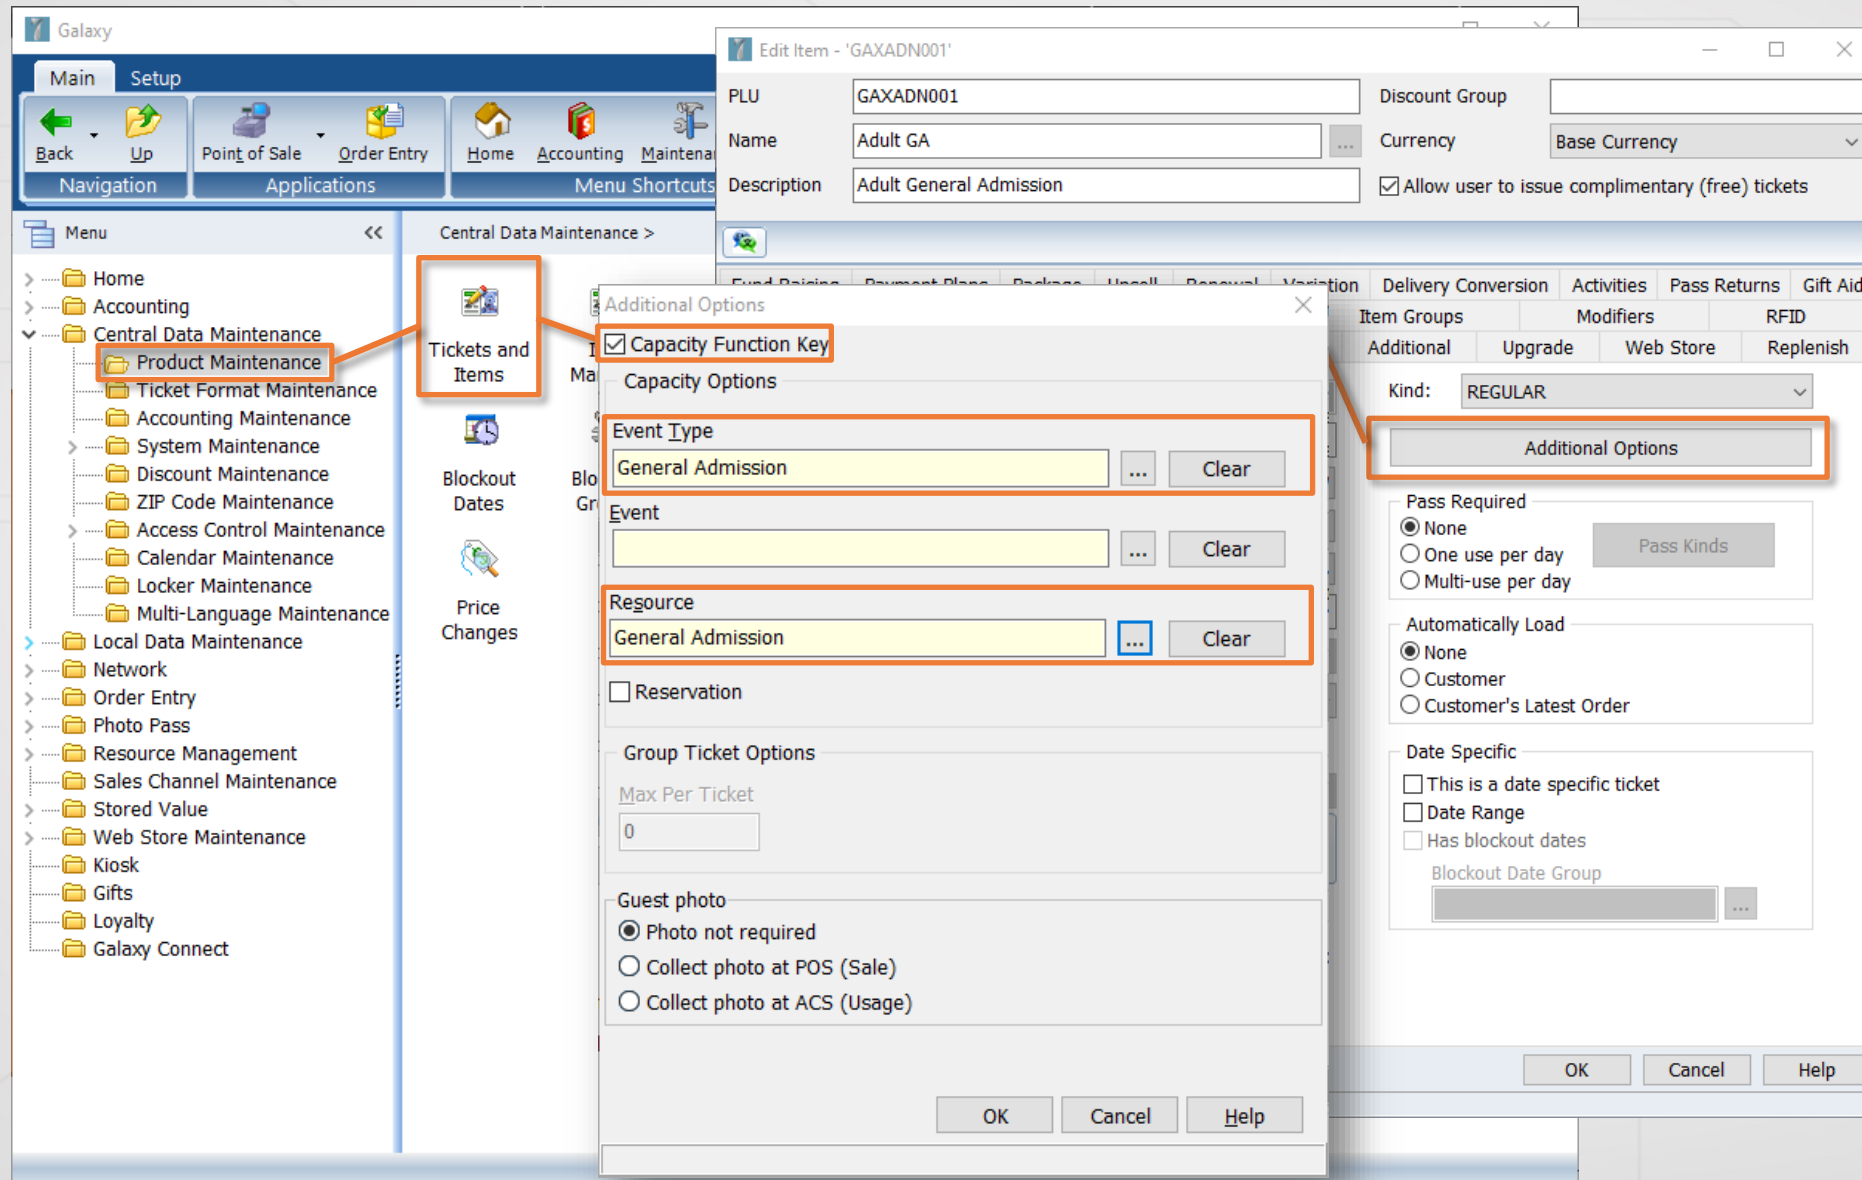 Galaxy
Main Setup
Back Up Point of Sale Order Entry Home Accounting
Navigation Applications Menu Shortcuts
Menu <<
Home
Accounting
Central Data Maintenance
Product Maintenance
Ticket Format Maintenance
Accounting Maintenance
System Maintenance
Discount Maintenance
ZIP Code Maintenance
Access Control Maintenance
Calendar Maintenance
Locker Maintenance
Multi-Language Maintenance
Local Data Maintenance
Network
Order Entry
Photo Pass
Resource Management
Sales Channel Maintenance
Stored Value
Web Store Maintenance
Kiosk
Gifts
Loyalty
Galaxy Connect
Central Data Maintenance >
Tickets and
Items
Blockout
Dates
Price
Changes
Edit Item - 'GAXADN001'
PLU GAXADN001 Discount Group
Name Adult GA ... Currency Base Currency
Description Adult General Admission Allow user to issue complimentary (free) tickets
Fund Raising Payment Plans Package Upsell Renewal Variation Delivery Conversion Activities Pass Returns Gift Aid
Item Groups Modifiers RFID
Additional Upgrade Web Store Replenish
Kind: REGULAR
Additional Options
Pass Required
None
One use per day
Multi-use per day
Pass Kinds
Automatically Load
None
Customer
Customer's Latest Order
Date Specific
This is a date specific ticket
Date Range
Has blockout dates
Blockout Date Group
...
OK Cancel Help
Additional Options
Capacity Function Key
Capacity Options
Event Type
General Admission ... Clear
Event
... Clear
Resource
General Admission ... Clear
Reservation
Group Ticket Options
Max Per Ticket
0
Guest photo
Photo not required
Collect photo at POS (Sale)
Collect photo at ACS (Usage)
OK Cancel Help